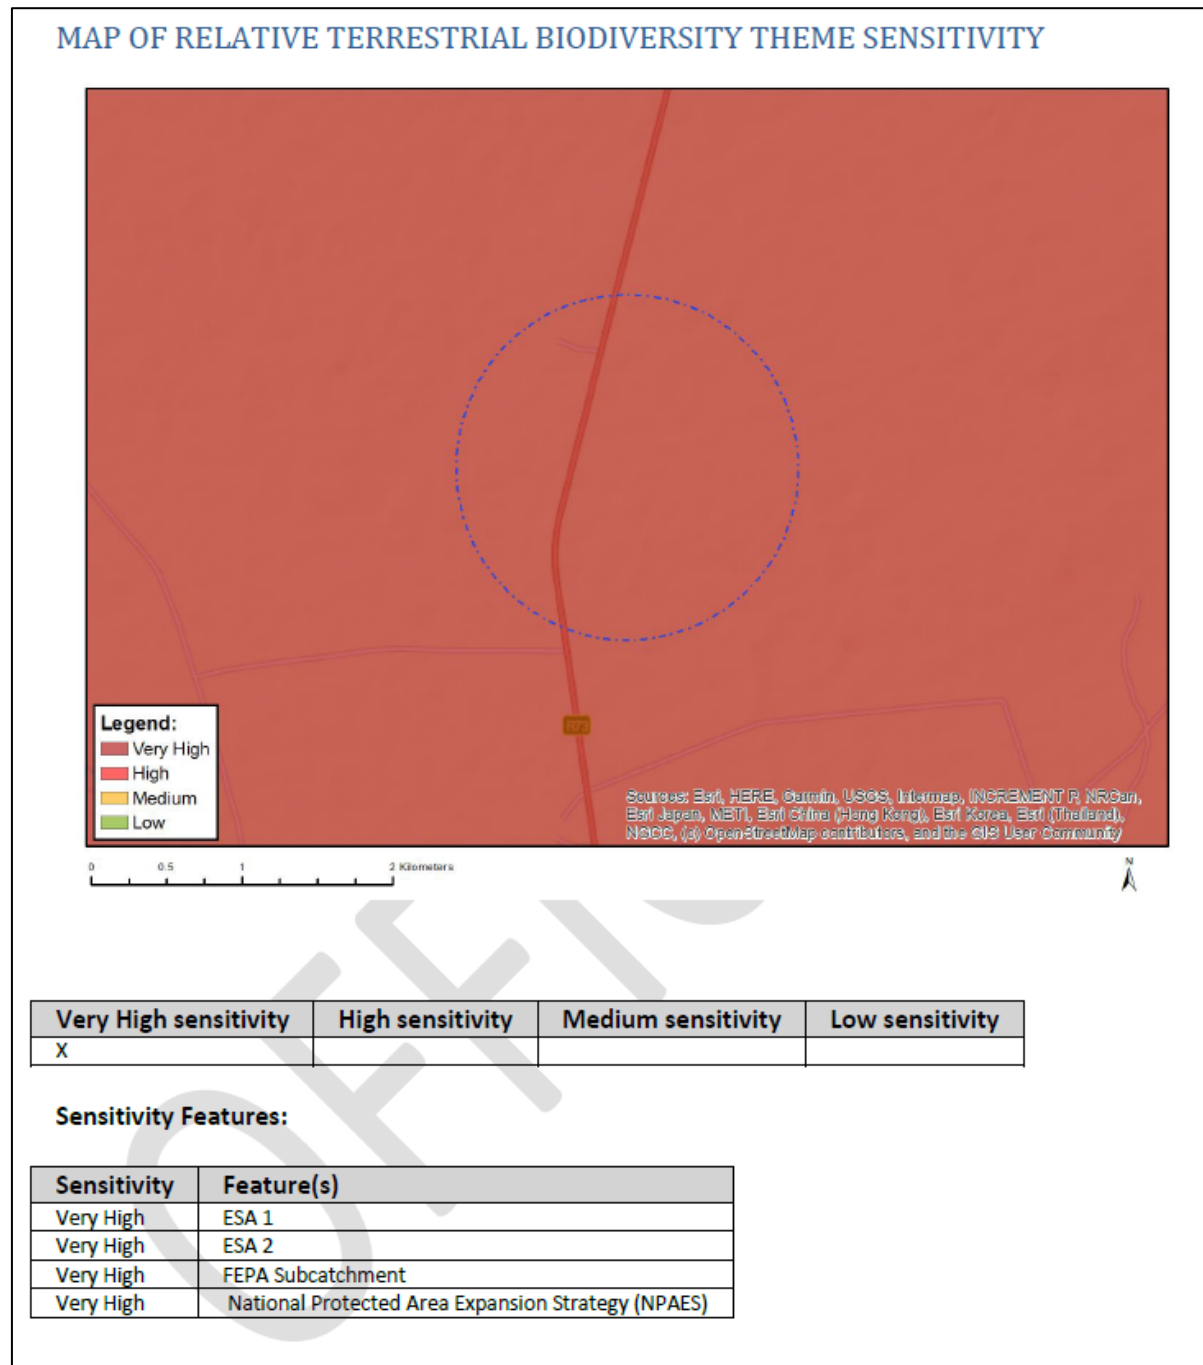 MAP OF RELATIVE TERRESTRIAL BIODIVERSITY THEME SENSITIVITY
R73
Legend:
Very High
High
Medium
Low
Sources: Esri, HERE, Garmin, USGS, Intermap, INCREMENT P, NRCan,
Esri Japan, METI, Esri China (Hong Kong), Esri Korea, Esri (Thailand),
NGCC, (c) OpenStreetMap contributors, and the GIS User Community
0 0.5 1 2 Kilometers
N
Very High sensitivity High sensitivity Medium sensitivity Low sensitivity
X
Sensitivity Features:
Sensitivity Feature(s)
Very High ESA 1
Very High ESA 2
Very High FEPA Subcatchment
Very High National Protected Area Expansion Strategy (NPAES)